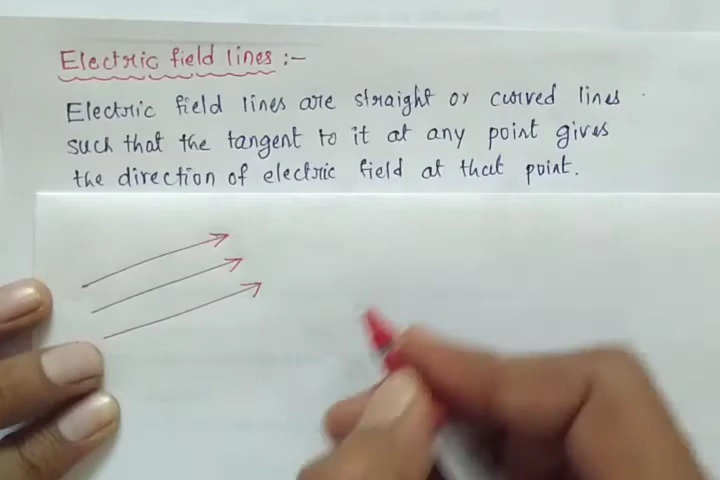 Electric field lines :-
Electric field lines are straight or curved lines
such that the tangent to it at any point gives
the direction of electric field at that point.